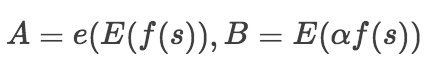 A = e(E(f(s)), B = E(αf(s))